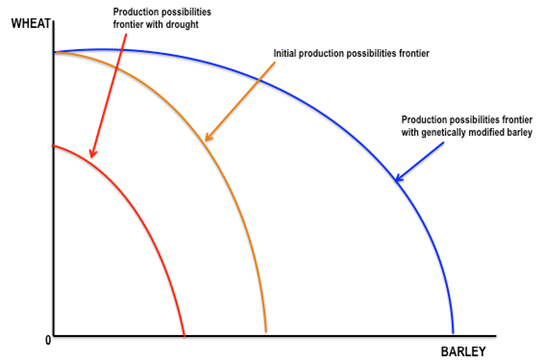 Production possibilities
frontier with drought
WHEAT
Initial production possibilities frontier
Production possibilities frontier
with genetically modified barley
0
BARLEY